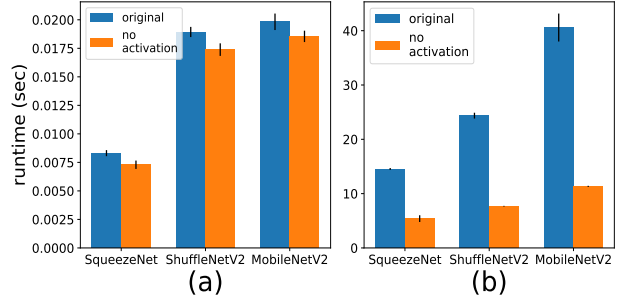 original
no
activation
runtime (sec)
0.0200
0.0175
0.0150
0.0125
0.0100
0.0075
0.0050
0.0025
0.0000
SqueezeNet ShuffleNetV2 MobileNetV2
(a)
original
no
activation
40
30
20
10
0
SqueezeNet ShuffleNetV2 MobileNetV2
(b)